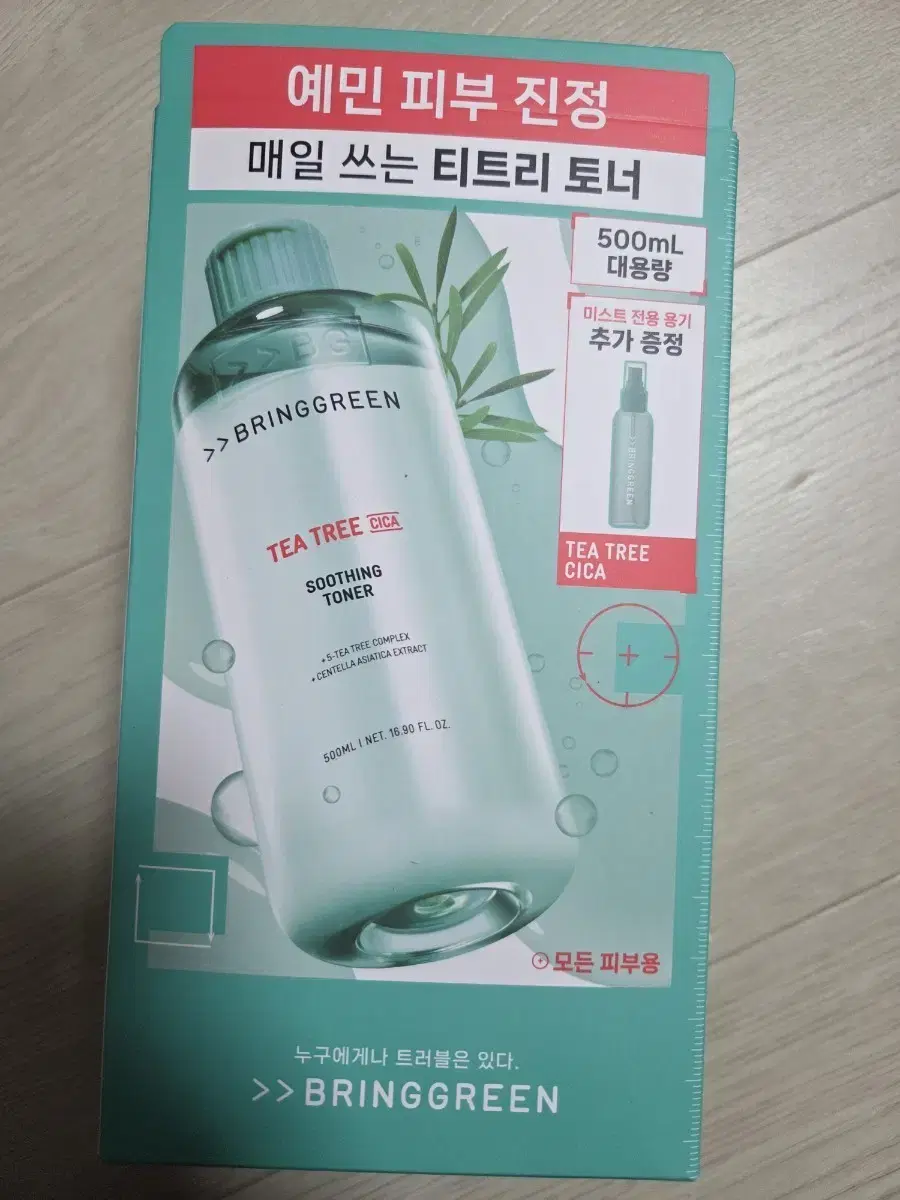 예민 피부 진정
매일 쓰는 티트리 토너
500mL
대용량
미스트 전용 용기
추가 증정
>>BRINGGREEN
TEA TREE
CICA
>>BG
>>BRINGGREEN
TEA TREE CICA
SOOTHING
TONER
+ 5-TEA TREE COMPLEX
+ CENTELLA ASIATICA EXTRACT
500ML | NET. 16.90 FL. OZ.
모든 피부용
누구에게나 트러블은 있다.
>>BRINGGREEN